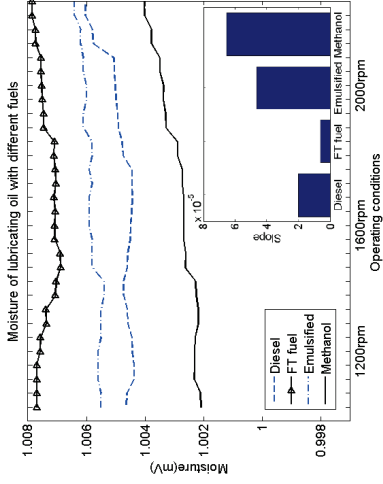 Moisture of lubricating oil with different fuels
Moisture(mV)
1.008
1.006
1.004
1.002
1
0.998
1200rpm
1600rpm
2000rpm
Operating conditions
Diesel
FT fuel
Emulsified
Methanol
x 10-5
Slope
8
6
4
2
0
Diesel
FT fuel
Emulsified
Methanol